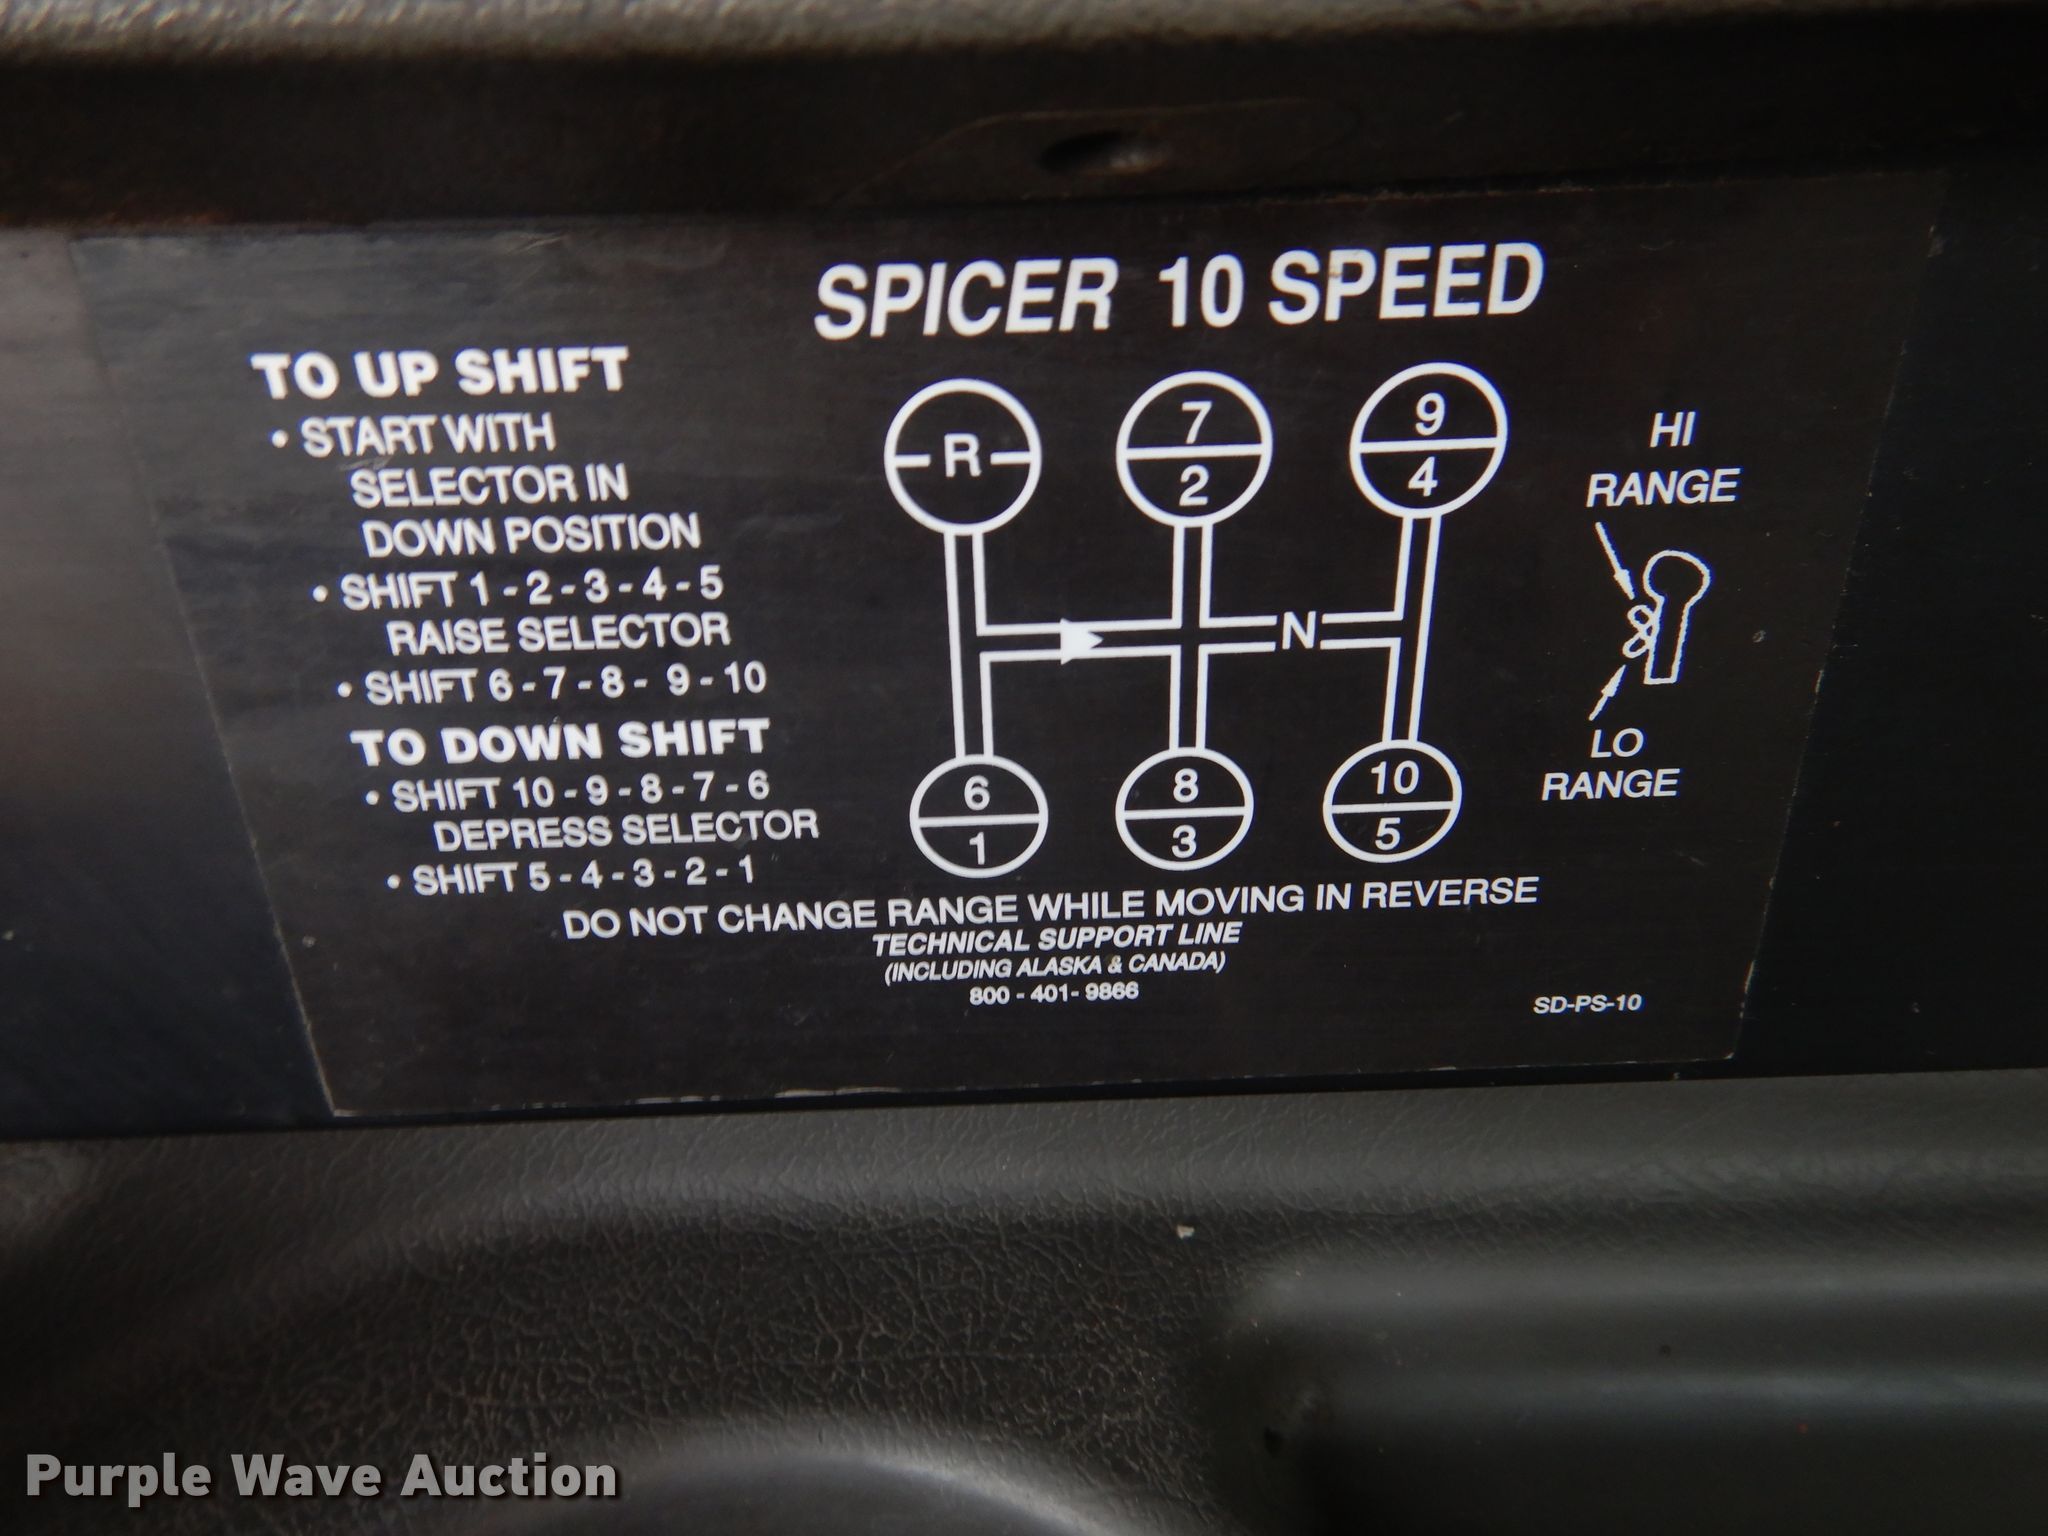 SPICER 10 SPEED
TO UP SHIFT
• START WITH
SELECTOR IN
DOWN POSITION
• SHIFT 1 - 2 - 3 - 4 - 5
RAISE SELECTOR
• SHIFT 6 - 7 - 8 - 9 - 10
TO DOWN SHIFT
• SHIFT 10 - 9 - 8 - 7 - 6
DEPRESS SELECTOR
• SHIFT 5 - 4 - 3 - 2 - 1
R
7
2
9
4
N
6
1
8
3
10
5
HI
RANGE
LO
RANGE
DO NOT CHANGE RANGE WHILE MOVING IN REVERSE
TECHNICAL SUPPORT LINE
(INCLUDING ALASKA & CANADA)
800 - 401 - 9866
SD-PS-10
Purple Wave Auction